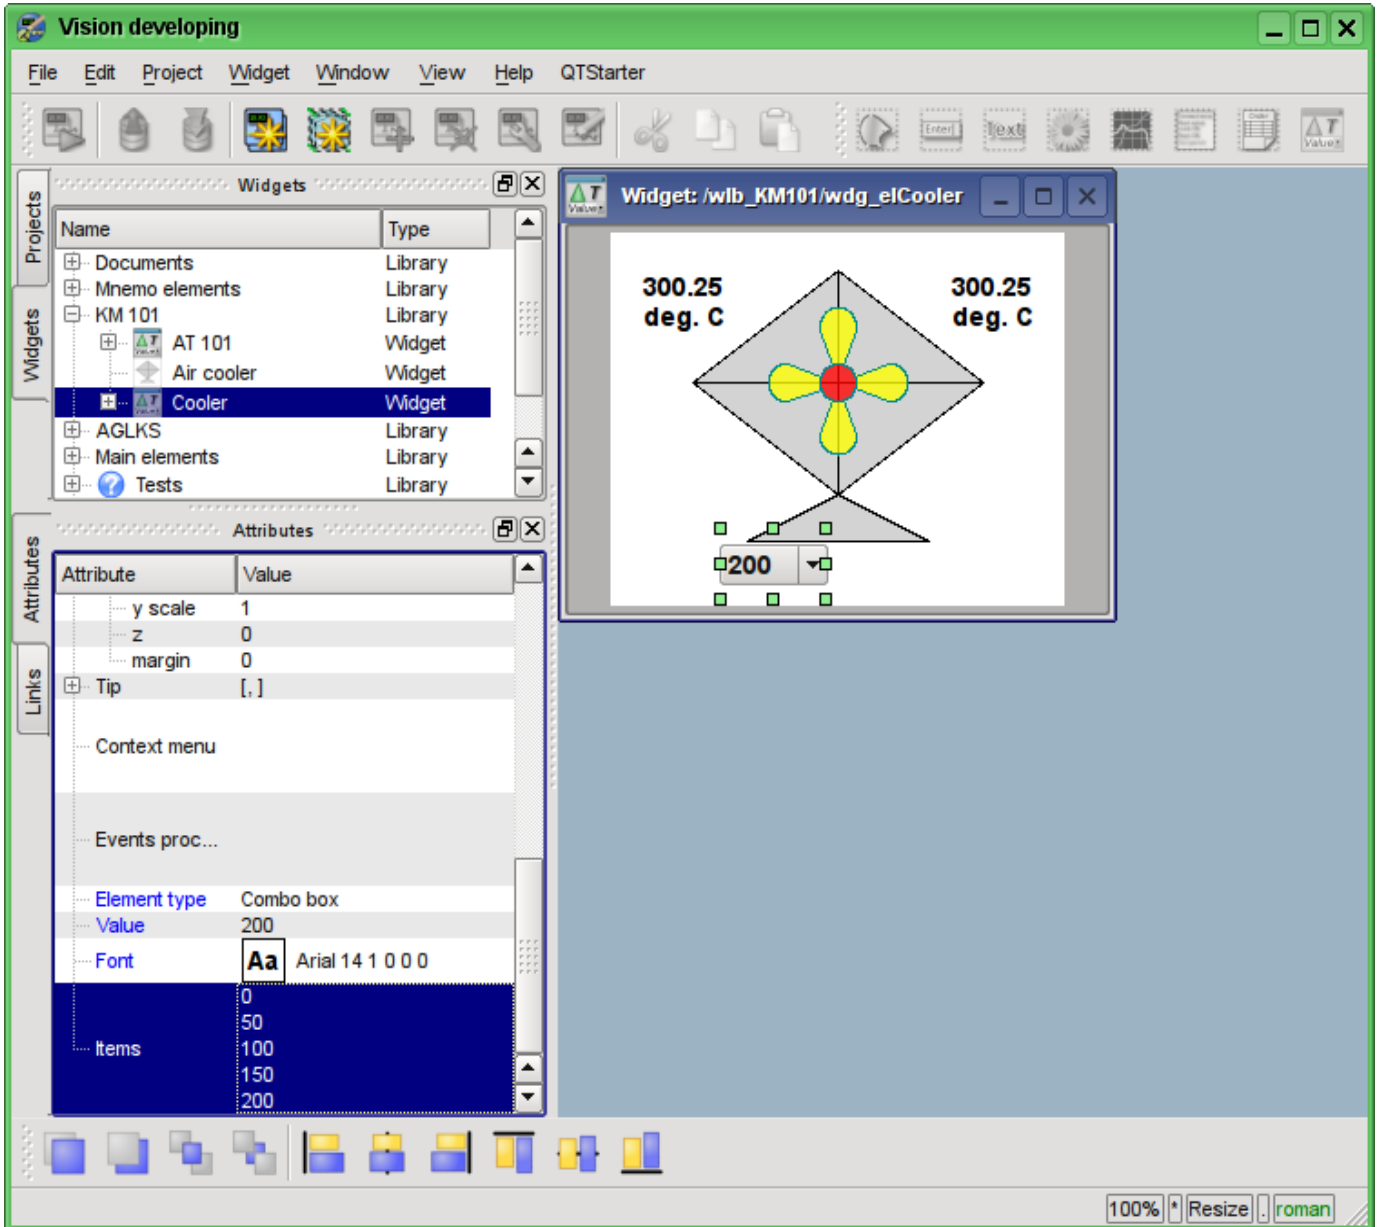 Vision developing
File Edit Project Widget Window View Help QTStarter
Enter Text ΔT
Projects
Widgets
Widgets
Name Type
Documents Library
Mnemo elements Library
KM 101 Library
AT 101 Widget
Air cooler Widget
Cooler Widget
AGLKS Library
Main elements Library
Tests Library
Attributes
Links
Attributes
Attribute Value
y scale 1
z 0
margin 0
Tip [, ]
Context menu
Events proc...
Element type Combo box
Value 200
Font Aa Arial 14 1 0 0 0
Items
0
50
100
150
200
Widget: /wlb_KM101/wdg_elCooler
300.25
deg. C
300.25
deg. C
200
100% * Resize . roman